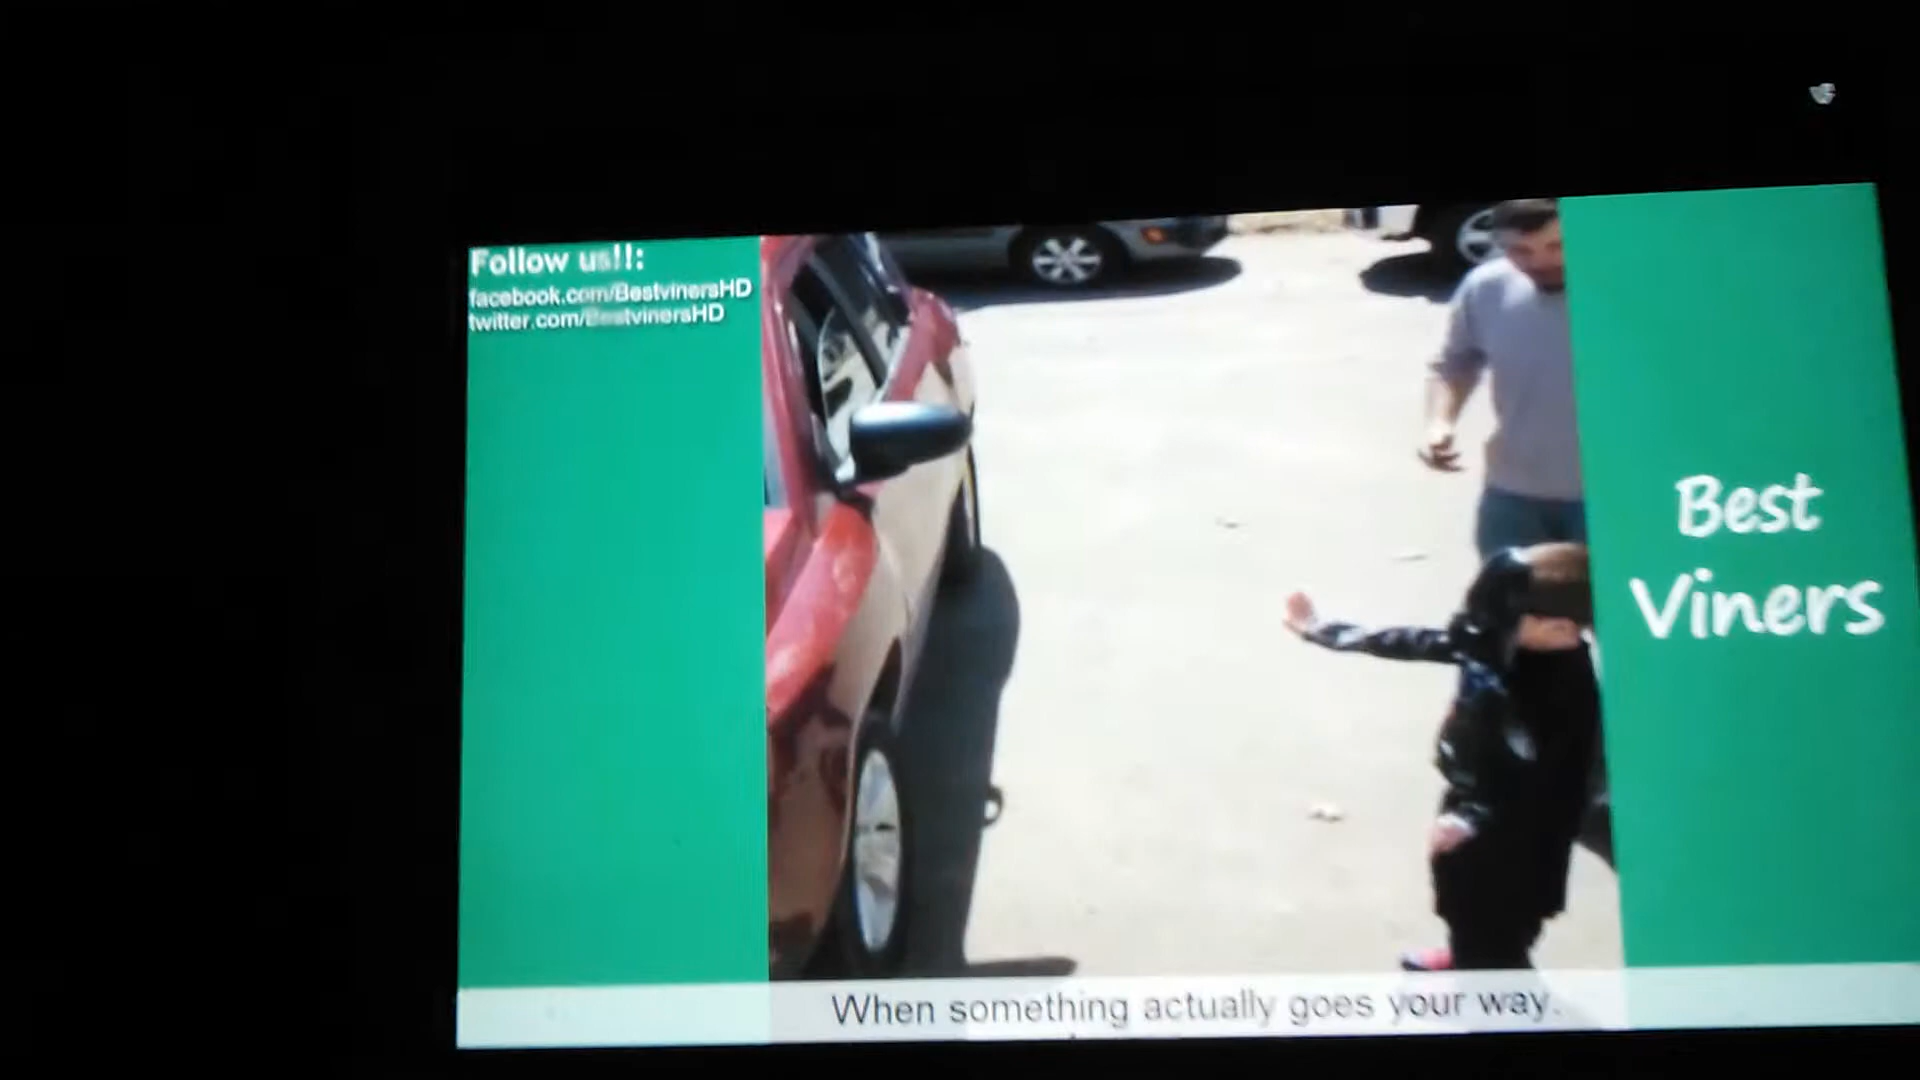 Follow us!!:
facebook.com/BestvinersHD
twitter.com/BestvinersHD
Best
Viners
When something actually goes your way.